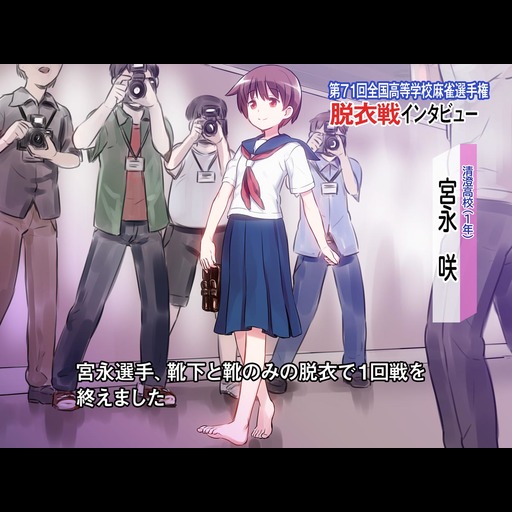 第71回全国高等学校麻雀選手権
脱衣戦インタビュー
清澄高校(1年)
宮永 咲
宮永選手、靴下と靴のみの脱衣で1回戦を
終えました